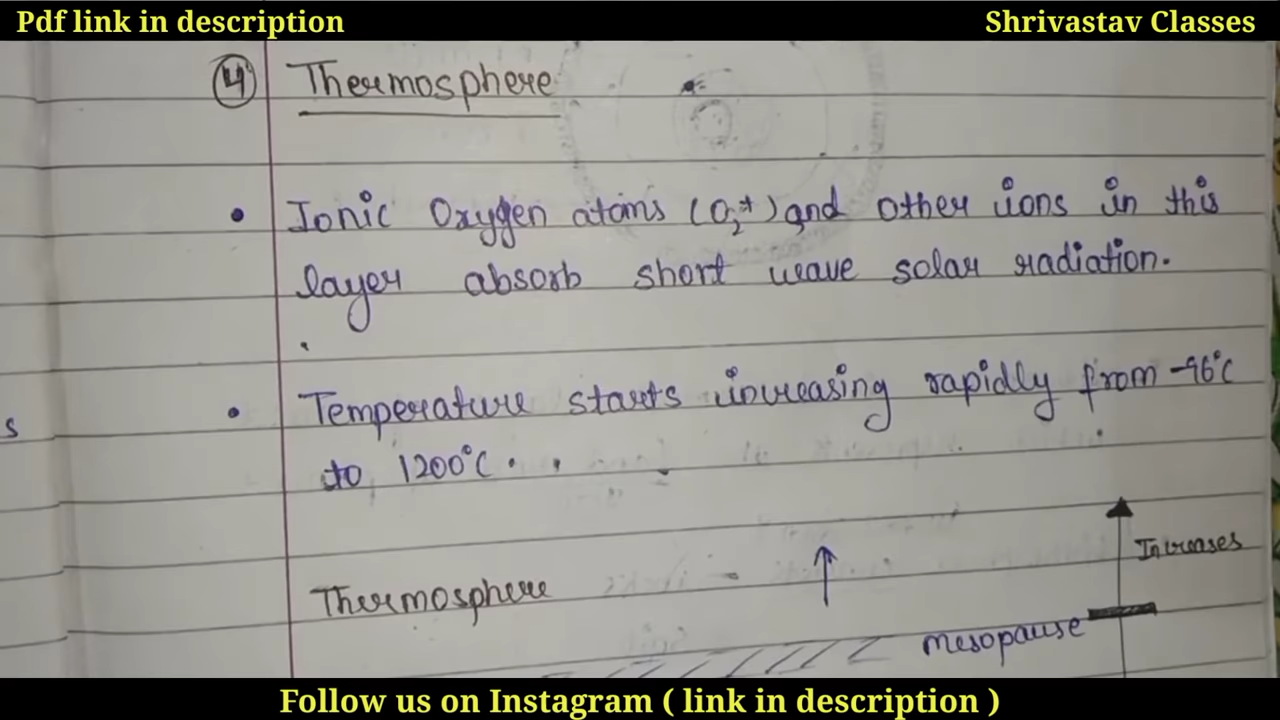 Pdf link in description
Shrivastav Classes
4 Thermosphere
• Ionic Oxygen atoms (O₂⁺) and other ions in this
layer absorb short wave solar radiation.
s
• Temperature starts increasing rapidly from -96°C
to 1200°C.
Increases
Thermosphere
mesopause
Follow us on Instagram ( link in description )